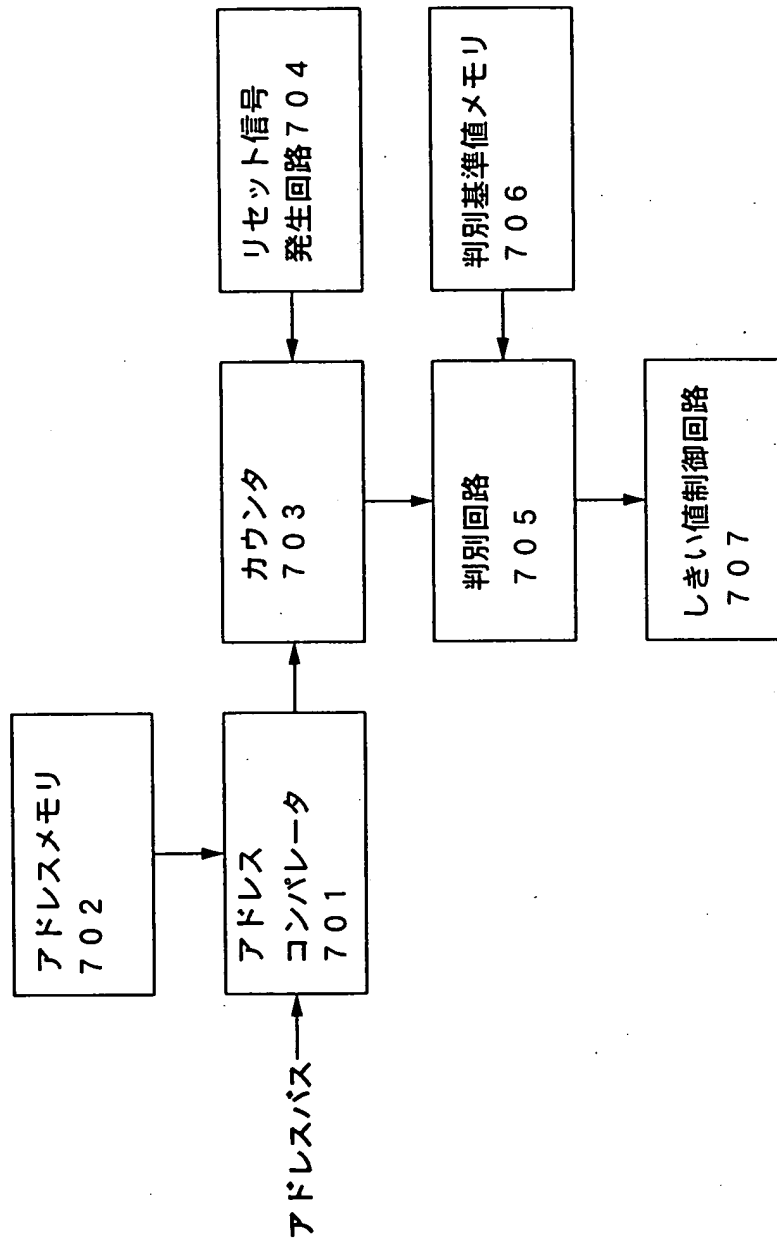 アドレスメモリ
７０２
アドレスバス
アドレス
コンパレータ
７０１
カウンタ
７０３
リセット信号
発生回路７０４
判別回路
７０５
判別基準値メモリ
７０６
しきい値制御回路
７０７